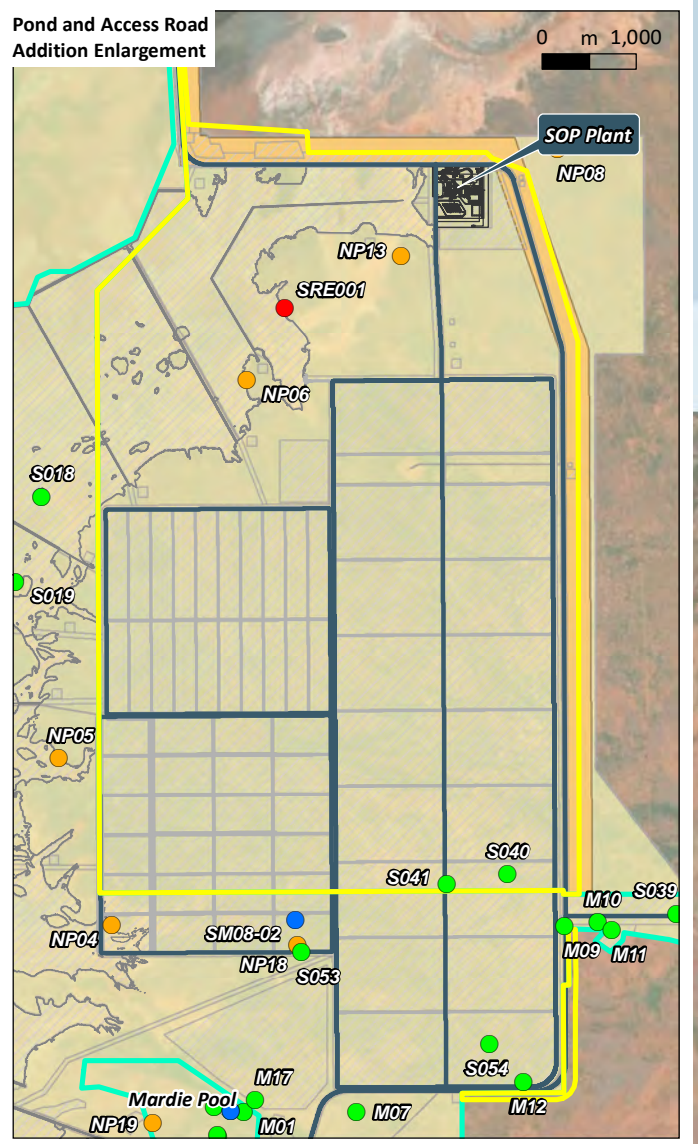 Pond and Access Road
Addition Enlargement
0 m 1,000
SOP Plant
NP08
NP13
SRE001
NP06
S018
S019
NP05
S040
S041
S039
M10
NP04
SM08-02
NP18
S053
M09
M11
S054
M12
M17
Mardie Pool
NP19
M01
M07